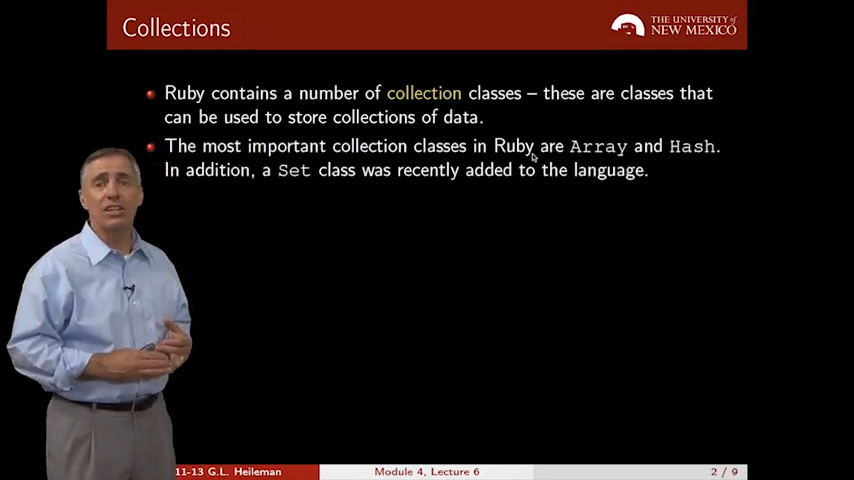 Collections
THE UNIVERSITY of
NEW MEXICO
Ruby contains a number of collection classes – these are classes that
can be used to store collections of data.
The most important collection classes in Ruby are Array and Hash.
In addition, a Set class was recently added to the language.
11-13 G.L. Heileman
Module 4, Lecture 6
2 / 9